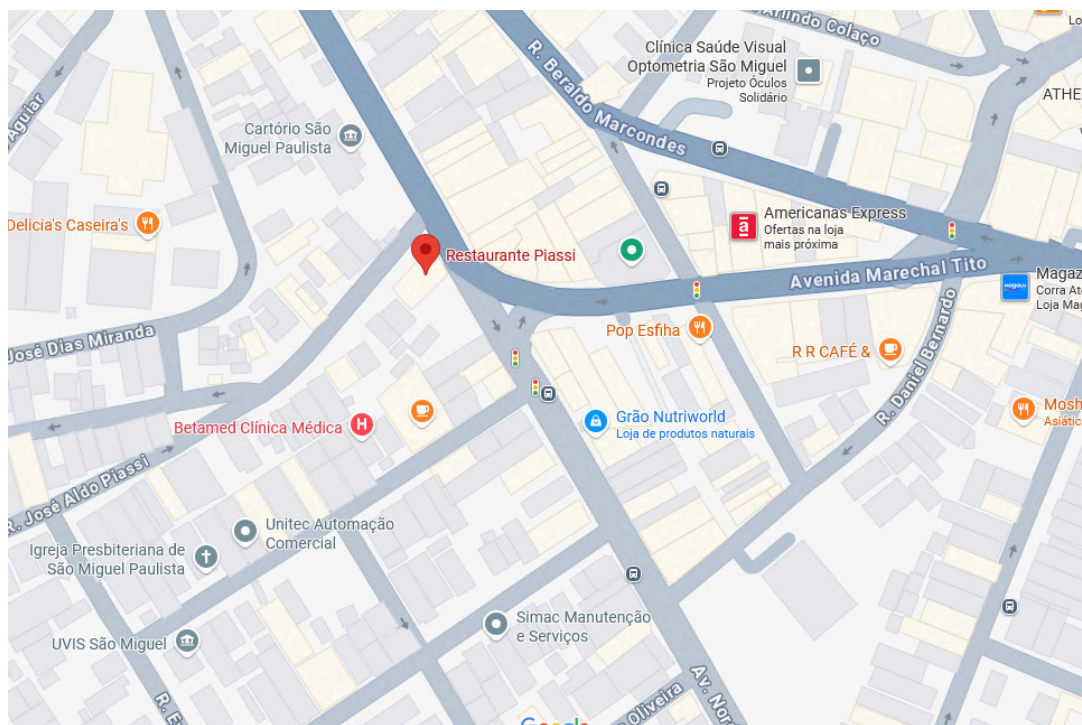 Arlindo Colaço
Lo
Clínica Saúde Visual
Optometria São Miguel
Projeto Óculos
Solidário
R. Beraldo Marcondes
ATHE
Aguiar
Cartório São
Miguel Paulista
Delicia's Caseira's
Americanas Express
Ofertas na loja
mais próxima
Restaurante Piassi
Avenida Marechal Tito
Magaz
Corra Ate
Loja Mag
José Dias Miranda
Pop Esfiha
R R CAFÉ &
R. Daniel Bernardo
Mosh
Asiátic
Betamed Clínica Médica
H
Grão Nutriworld
Loja de produtos naturais
R. José Aldo Piassi
Unitec Automação
Comercial
Igreja Presbiteriana de
São Miguel Paulista
Simac Manutenção
e Serviços
UVIS São Miguel
R. E
Av. Nord
Oliveira
Google